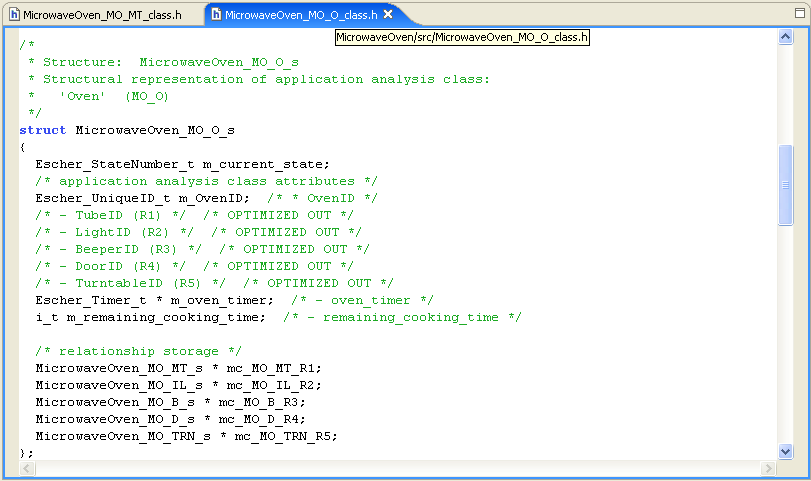 MicrowaveOven_MO_MT_class.h
MicrowaveOven_MO_O_class.h
MicrowaveOven/src/MicrowaveOven_MO_O_class.h
/*
 * Structure:  MicrowaveOven_MO_O_s
 * Structural representation of application analysis class:
 *   'Oven'  (MO_O)
 */
struct MicrowaveOven_MO_O_s
{
  Escher_StateNumber_t m_current_state;
  /* application analysis class attributes */
  Escher_UniqueID_t m_OvenID;  /* * OvenID */
  /* - TubeID (R1) */  /* OPTIMIZED OUT */
  /* - LightID (R2) */  /* OPTIMIZED OUT */
  /* - BeeperID (R3) */  /* OPTIMIZED OUT */
  /* - DoorID (R4) */  /* OPTIMIZED OUT */
  /* - TurntableID (R5) */  /* OPTIMIZED OUT */
  Escher_Timer_t * m_oven_timer;  /* - oven_timer */
  i_t m_remaining_cooking_time;  /* - remaining_cooking_time */
  /* relationship storage */
  MicrowaveOven_MO_MT_s * mc_MO_MT_R1;
  MicrowaveOven_MO_IL_s * mc_MO_IL_R2;
  MicrowaveOven_MO_B_s * mc_MO_B_R3;
  MicrowaveOven_MO_D_s * mc_MO_D_R4;
  MicrowaveOven_MO_TRN_s * mc_MO_TRN_R5;
};